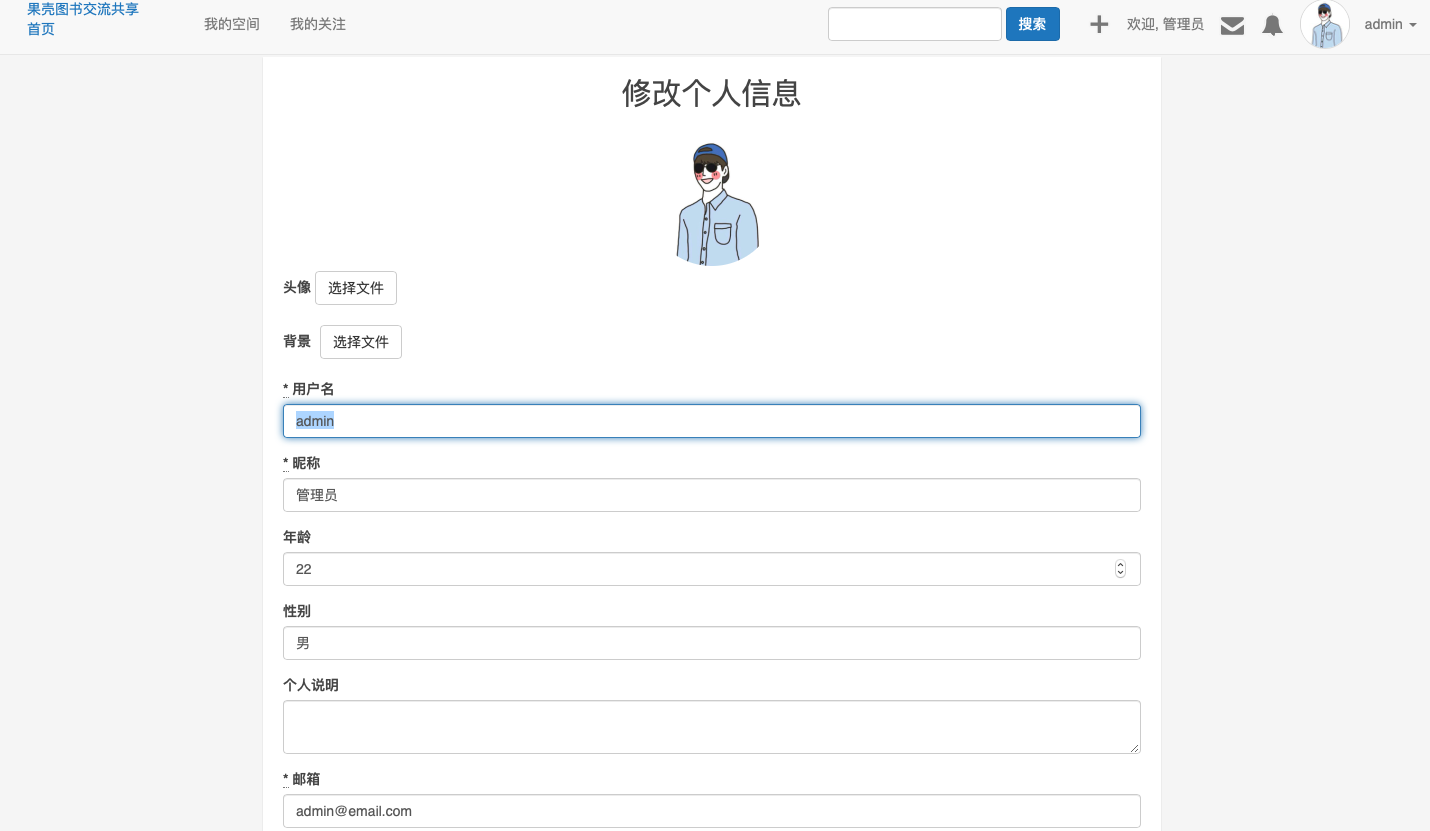 果壳图书交流共享
首页
我的空间
我的关注
搜索
欢迎, 管理员
admin
修改个人信息
头像 选择文件
背景 选择文件
* 用户名
admin
* 昵称
管理员
年龄
22
性别
男
个人说明
* 邮箱
admin@email.com